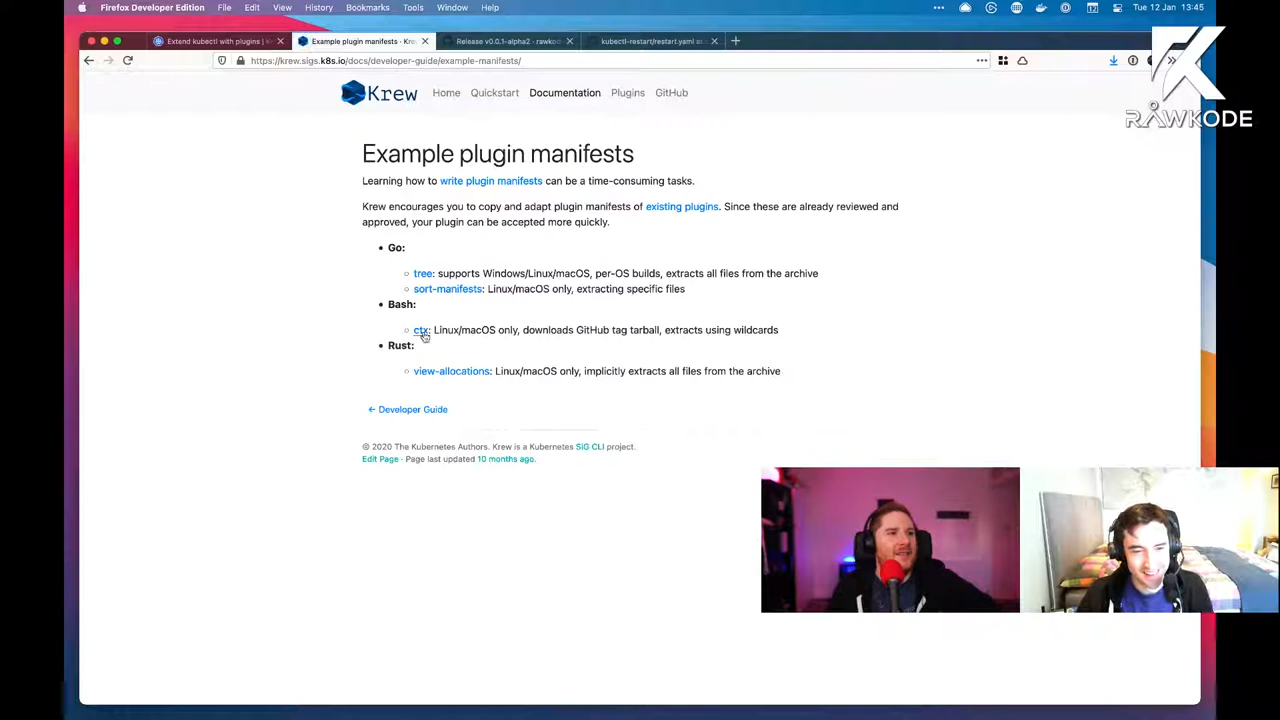 Firefox Developer Edition File Edit View History Bookmarks Tools Window Help
Tue 12 Jan 13:45
Extend kubectl with plugins | K
Example plugin manifests · Kre
Release v0.0.1-alpha2 · rawkod
kubectl-restart/restart.yaml at
https://krew.sigs.k8s.io/docs/developer-guide/example-manifests/
RAWKODE
Krew Home Quickstart Documentation Plugins GitHub
Example plugin manifests
Learning how to write plugin manifests can be a time-consuming tasks.
Krew encourages you to copy and adapt plugin manifests of existing plugins. Since these are already reviewed and
approved, your plugin can be accepted more quickly.
• Go:
◦ tree: supports Windows/Linux/macOS, per-OS builds, extracts all files from the archive
◦ sort-manifests: Linux/macOS only, extracting specific files
• Bash:
◦ ctx: Linux/macOS only, downloads GitHub tag tarball, extracts using wildcards
• Rust:
◦ view-allocations: Linux/macOS only, implicitly extracts all files from the archive
← Developer Guide
© 2020 The Kubernetes Authors. Krew is a Kubernetes SIG CLI project.
Edit Page · Page last updated 10 months ago.